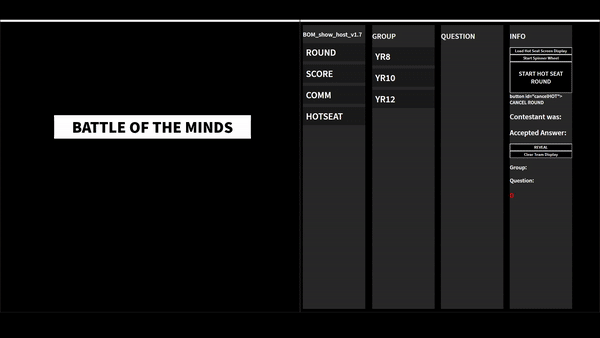 BATTLE OF THE MINDS
BOM_show_host_v1.7
ROUND
SCORE
COMM
HOTSEAT
GROUP
YR8
YR10
YR12
QUESTION
INFO
Load Hot Seat Screen Display
Start Spinner Wheel
START HOT SEAT
ROUND
button id="cancelHOT">
CANCEL ROUND
Contestant was:
Accepted Answer:
REVEAL
Clear Team Display
Group:
Question: